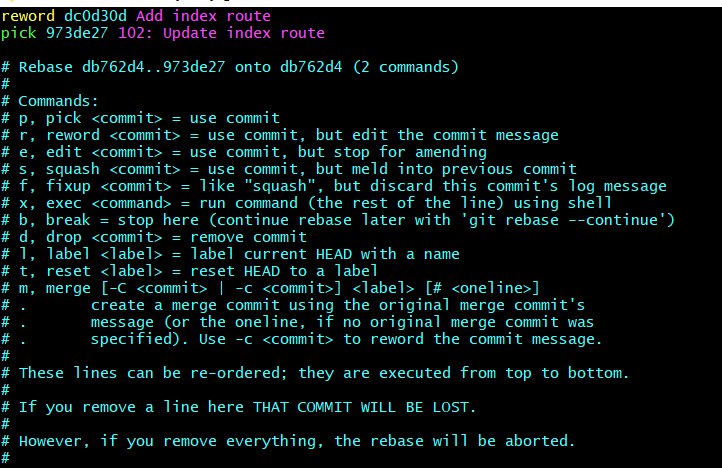 reword dc0d30d Add index route
pick 973de27 102: Update index route

# Rebase db762d4..973de27 onto db762d4 (2 commands)
#
# Commands:
# p, pick <commit> = use commit
# r, reword <commit> = use commit, but edit the commit message
# e, edit <commit> = use commit, but stop for amending
# s, squash <commit> = use commit, but meld into previous commit
# f, fixup <commit> = like "squash", but discard this commit's log message
# x, exec <command> = run command (the rest of the line) using shell
# b, break = stop here (continue rebase later with 'git rebase --continue')
# d, drop <commit> = remove commit
# l, label <label> = label current HEAD with a name
# t, reset <label> = reset HEAD to a label
# m, merge [-C <commit> | -c <commit>] <label> [# <oneline>]
# .       create a merge commit using the original merge commit's
# .       message (or the oneline, if no original merge commit was
# .       specified). Use -c <commit> to reword the commit message.
#
# These lines can be re-ordered; they are executed from top to bottom.
#
# If you remove a line here THAT COMMIT WILL BE LOST.
#
# However, if you remove everything, the rebase will be aborted.
#